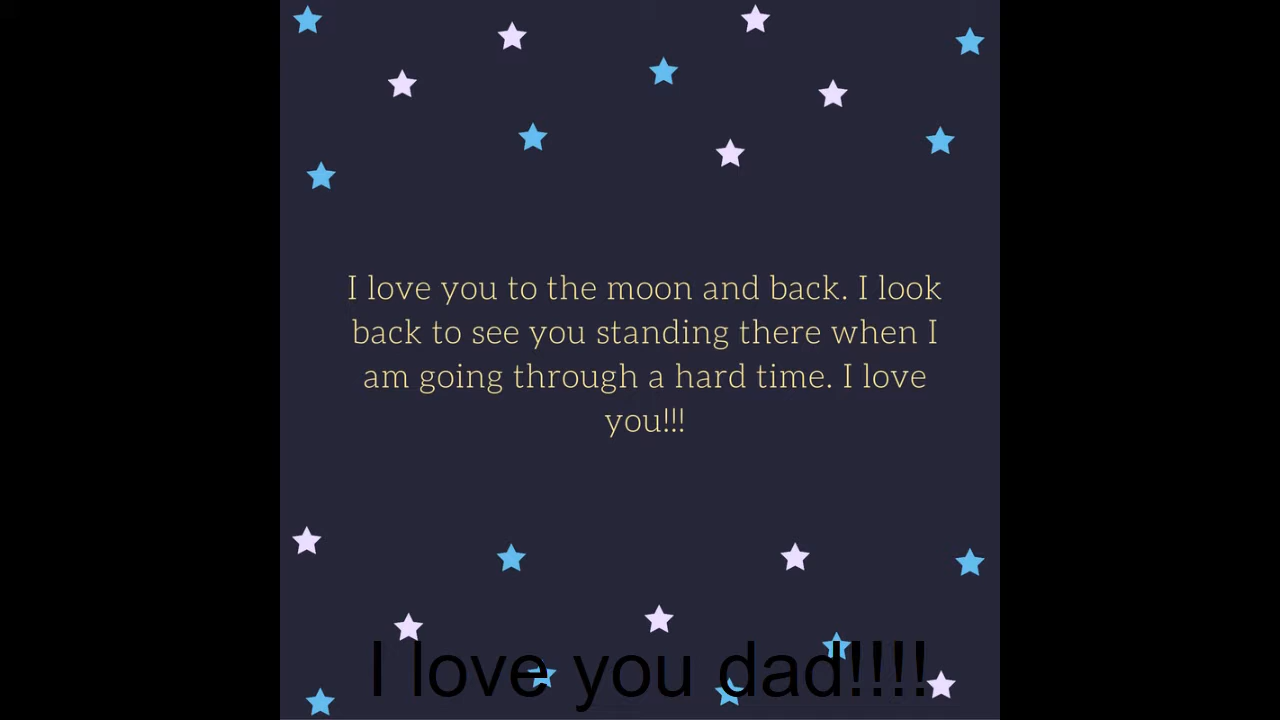 I love you to the moon and back. I look
back to see you standing there when I
am going through a hard time. I love
you!!!
I love you dad!!!!